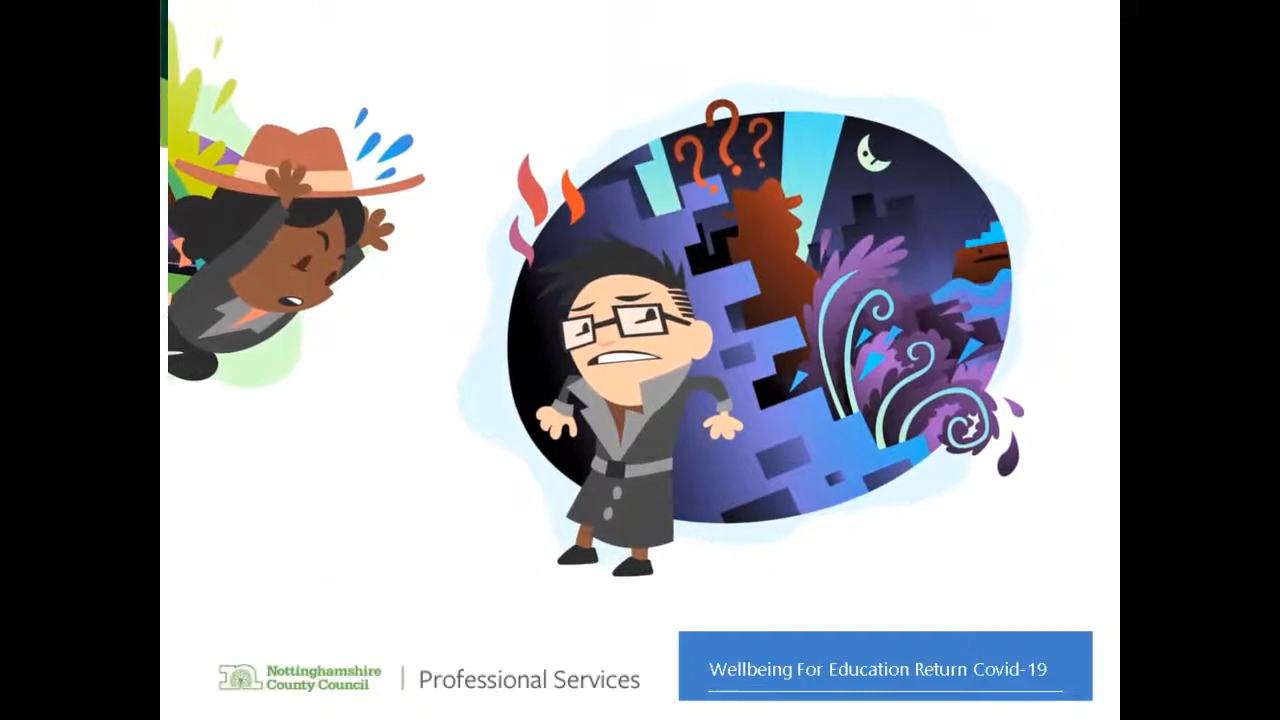 ???
Nottinghamshire
County Council
Professional Services
Wellbeing For Education Return Covid-19